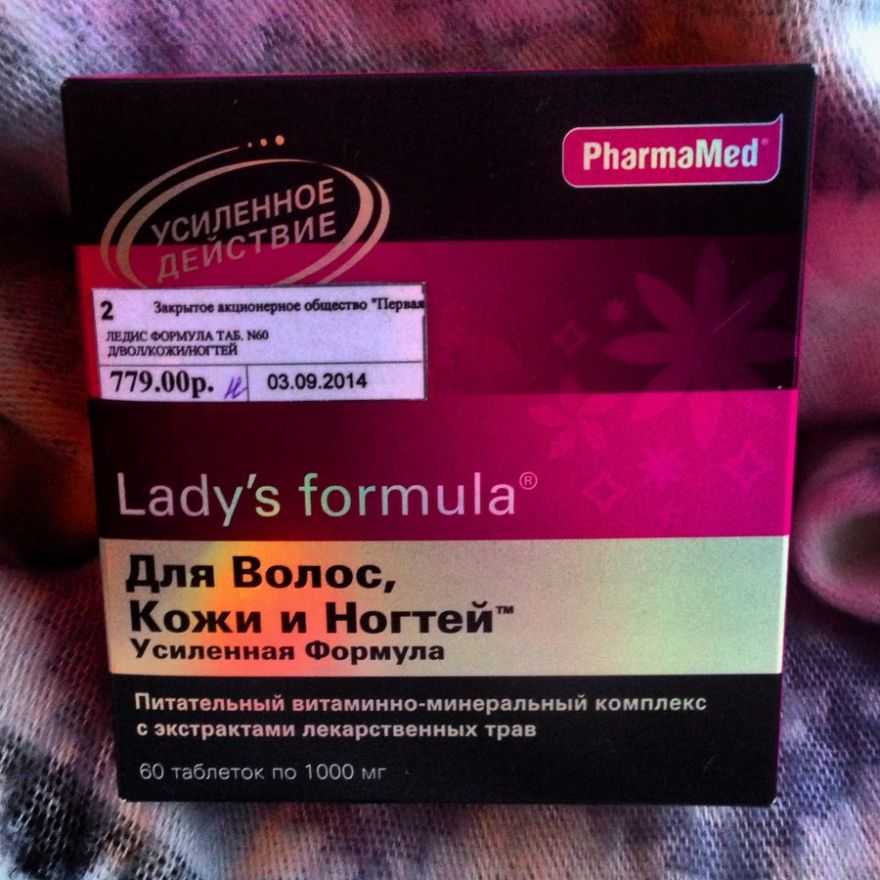 PharmaMed®
УСИЛЕННОЕ
ДЕЙСТВИЕ
2 Закрытое акционерное общество "Первая
ЛЕДИС ФОРМУЛА ТАБ. N60
Д/ВОЛ/КОЖИ/НОГТЕЙ
779.00р. 03.09.2014
Lady's formula®
Для Волос,
Кожи и Ногтей™
Усиленная Формула
Питательный витаминно-минеральный комплекс
с экстрактами лекарственных трав
60 таблеток по 1000 мг